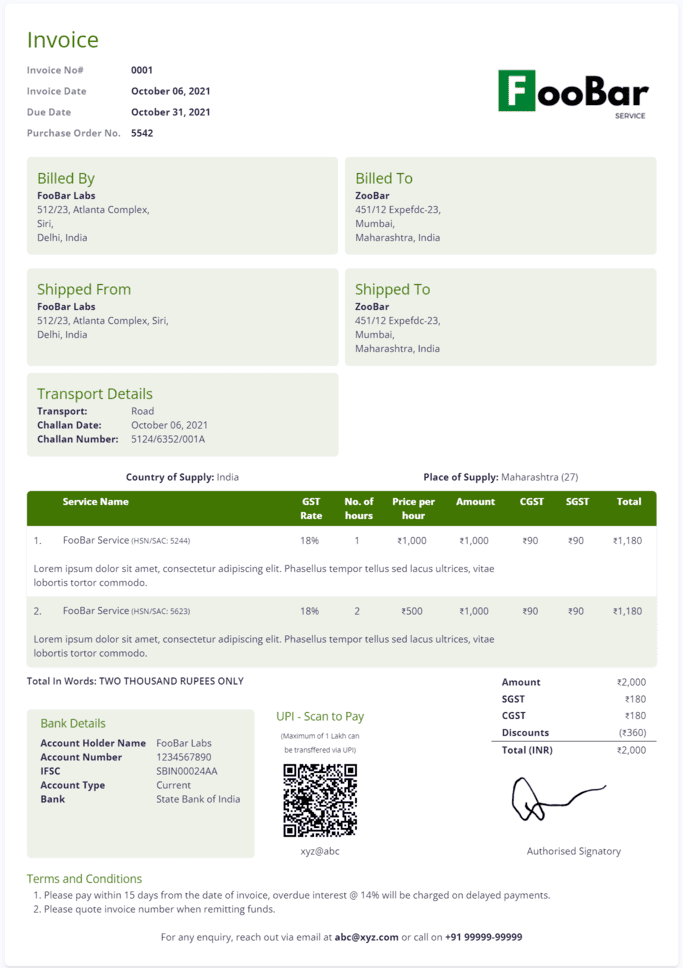 Invoice
Invoice No# 0001
Invoice Date October 06, 2021
Due Date October 31, 2021
Purchase Order No. 5542
FooBar
SERVICE
Billed By
FooBar Labs
512/23, Atlanta Complex,
Siri,
Delhi, India
Billed To
ZooBar
451/12 Expefdc-23,
Mumbai,
Maharashtra, India
Shipped From
FooBar Labs
512/23, Atlanta Complex, Siri,
Delhi, India
Shipped To
ZooBar
451/12 Expefdc-23,
Mumbai,
Maharashtra, India
Transport Details
Transport: Road
Challan Date: October 06, 2021
Challan Number: 5124/6352/001A
Country of Supply: India Place of Supply: Maharashtra (27)
Service Name GST Rate No. of hours Price per hour Amount CGST SGST Total
1. FooBar Service (HSN/SAC: 5244) 18% 1 ₹1,000 ₹1,000 ₹90 ₹90 ₹1,180
Lorem ipsum dolor sit amet, consectetur adipiscing elit. Phasellus tempor tellus sed lacus ultrices, vitae
lobortis tortor commodo.
2. FooBar Service (HSN/SAC: 5623) 18% 2 ₹500 ₹1,000 ₹90 ₹90 ₹1,180
Lorem ipsum dolor sit amet, consectetur adipiscing elit. Phasellus tempor tellus sed lacus ultrices, vitae
lobortis tortor commodo.
Total In Words: TWO THOUSAND RUPEES ONLY
Amount ₹2,000
SGST ₹180
CGST ₹180
Discounts (₹360)
Total (INR) ₹2,000
Bank Details
Account Holder Name FooBar Labs
Account Number 1234567890
IFSC SBIN00024AA
Account Type Current
Bank State Bank of India
UPI - Scan to Pay
(Maximum of 1 Lakh can
be transffered via UPI)
xyz@abc
Authorised Signatory
Terms and Conditions
1. Please pay within 15 days from the date of invoice, overdue interest @ 14% will be charged on delayed payments.
2. Please quote invoice number when remitting funds.
For any enquiry, reach out via email at abc@xyz.com or call on +91 99999-99999